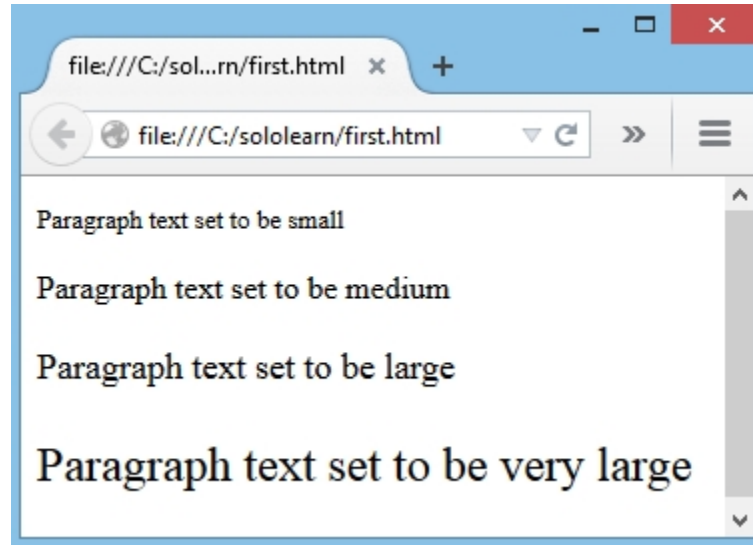 file:///C:/sol...rn/first.html
file:///C:/sololearn/first.html
Paragraph text set to be small
Paragraph text set to be medium
Paragraph text set to be large
Paragraph text set to be very large